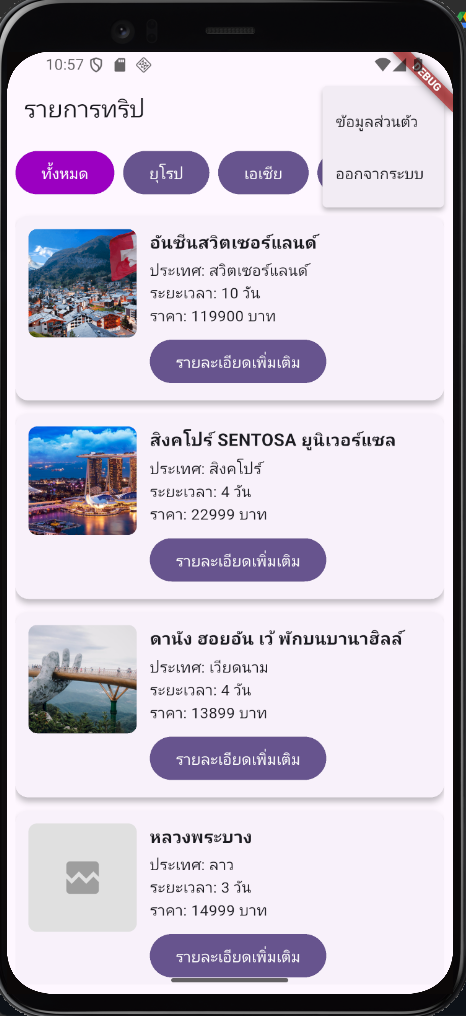 10:57
DEBUG
รายการทริป
ข้อมูลส่วนตัว
ออกจากระบบ
ทั้งหมด
ยุโรป
เอเชีย
อันซีนสวิตเซอร์แลนด์
ประเทศ: สวิตเซอร์แลนด์
ระยะเวลา: 10 วัน
ราคา: 119900 บาท
รายละเอียดเพิ่มเติม
สิงคโปร์ SENTOSA ยูนิเวอร์แซล
ประเทศ: สิงคโปร์
ระยะเวลา: 4 วัน
ราคา: 22999 บาท
รายละเอียดเพิ่มเติม
ดานัง ฮอยอัน เว้ พักบนบานาฮิลล์
ประเทศ: เวียดนาม
ระยะเวลา: 4 วัน
ราคา: 13899 บาท
รายละเอียดเพิ่มเติม
หลวงพระบาง
ประเทศ: ลาว
ระยะเวลา: 3 วัน
ราคา: 14999 บาท
รายละเอียดเพิ่มเติม